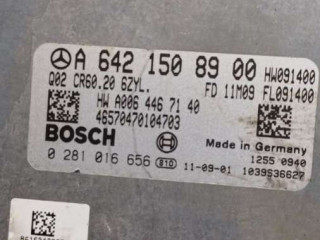 A 642 150 89 00 HW091400
Q02 CR60.20 6ZYL. FD 11M09 FL091400
HW A006 446 71 40
46570470104703
BOSCH Made in Germany
1255 0940
0 281 016 656 E10 11-09-01 1039S36627